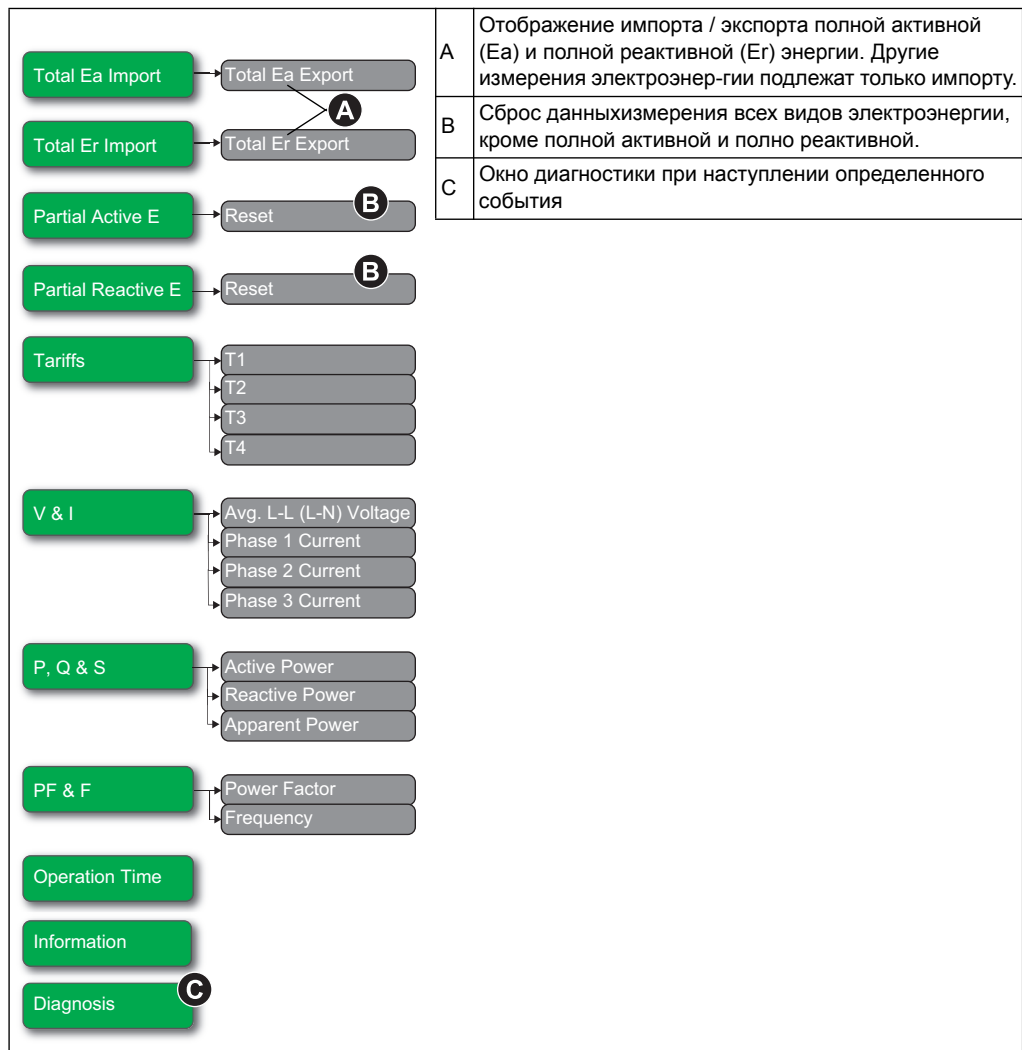 Total Ea Import
Total Ea Export
A
Total Er Import
Total Er Export
Partial Active E
Reset
B
Partial Reactive E
Reset
B
Tariffs
T1
T2
T3
T4
V & I
Avg. L-L (L-N) Voltage
Phase 1 Current
Phase 2 Current
Phase 3 Current
P, Q & S
Active Power
Reactive Power
Apparent Power
PF & F
Power Factor
Frequency
Operation Time
Information
Diagnosis
C
A
Отображение импорта / экспорта полной активной
(Ea) и полной реактивной (Er) энергии. Другие
измерения электроэнер-гии подлежат только импорту.
B
Сброс данныхизмерения всех видов электроэнергии,
кроме полной активной и полно реактивной.
C
Окно диагностики при наступлении определенного
события